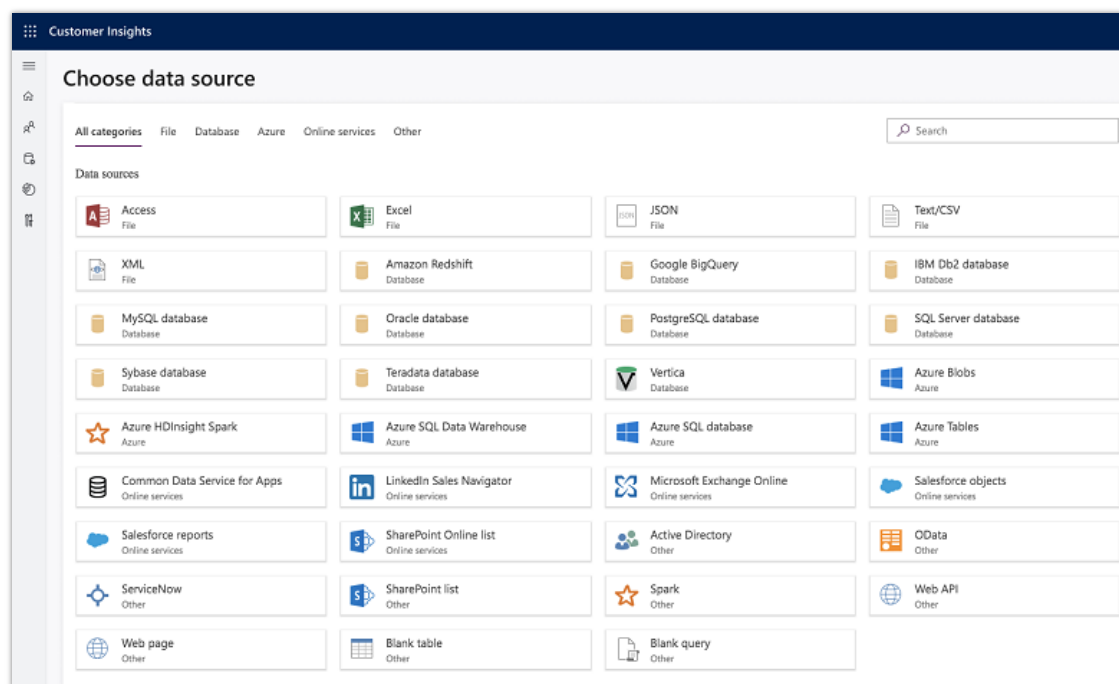 Customer Insights
Choose data source
All categories File Database Azure Online services Other Search
Data sources
Access Excel JSON Text/CSV
File File JSON File File
XML Amazon Redshift Google BigQuery IBM Db2 database
File Database Database Database
MySQL database Oracle database PostgreSQL database SQL Server database
Database Database Database Database
Sybase database Teradata database Vertica Azure Blobs
Database Database Database Azure
Azure HDInsight Spark Azure SQL Data Warehouse Azure SQL database Azure Tables
Azure Azure Azure Azure
Common Data Service for Apps LinkedIn Sales Navigator Microsoft Exchange Online Salesforce objects
Online services Online services Online services Online services
Salesforce reports SharePoint Online list Active Directory OData
Online services Online services Other Other
ServiceNow SharePoint list Spark Web API
Other Other Other Other
Web page Blank table Blank query
Other Other Other